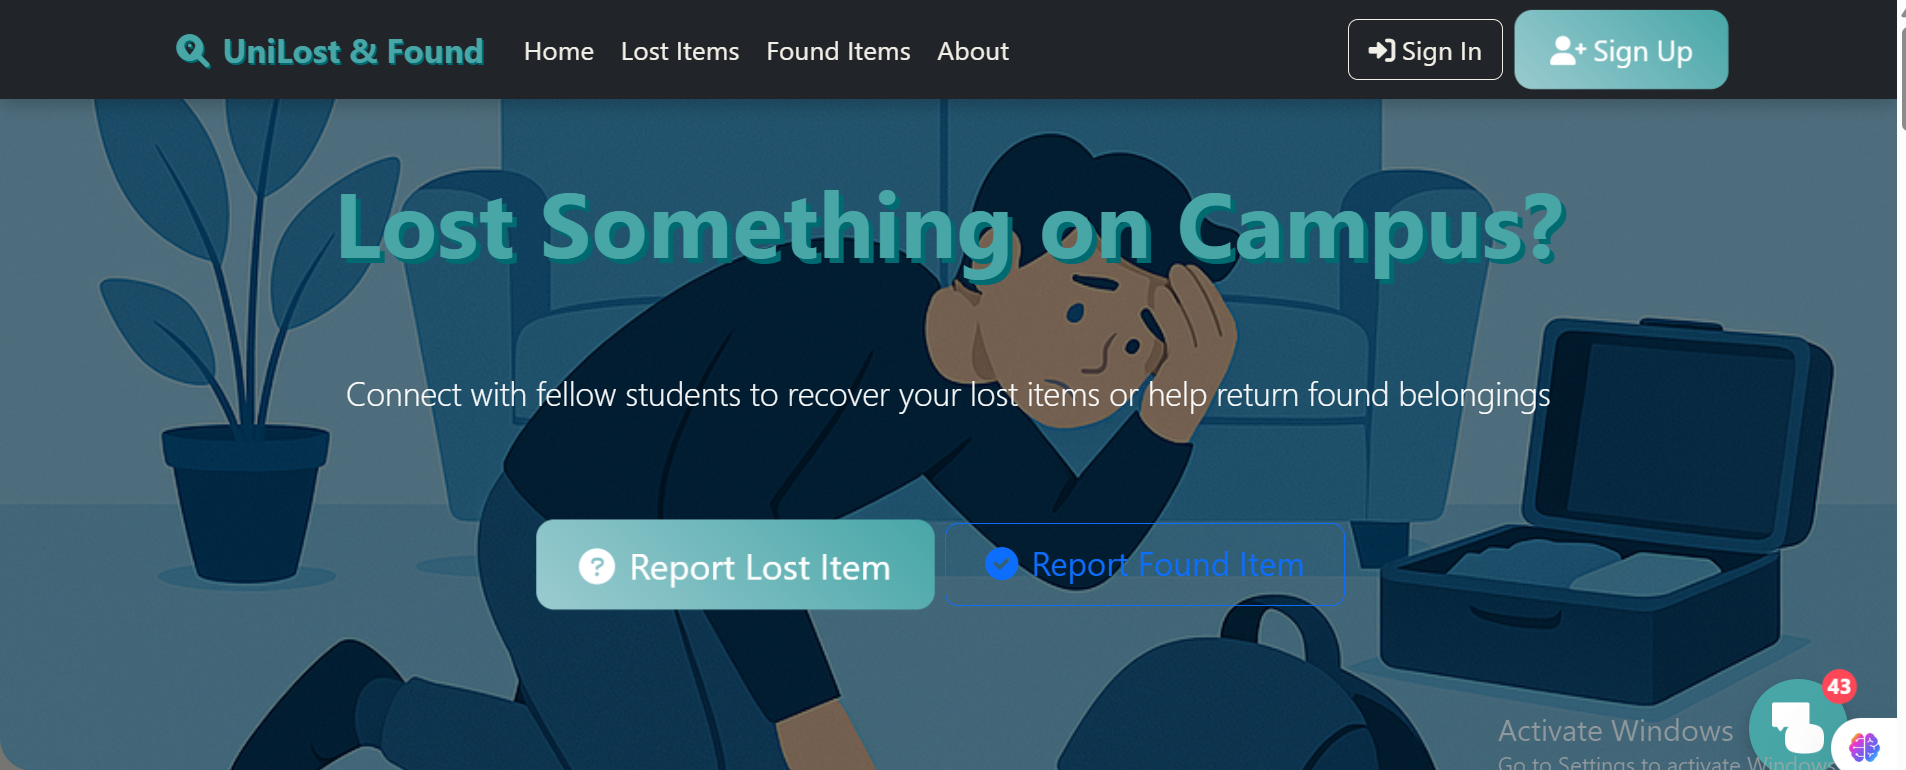 UniLost & Found
Home
Lost Items
Found Items
About
Sign In
Sign Up
Lost Something on Campus?
Connect with fellow students to recover your lost items or help return found belongings
? Report Lost Item
Report Found Item
43
Activate Windows
Go to Settings to activate Windows